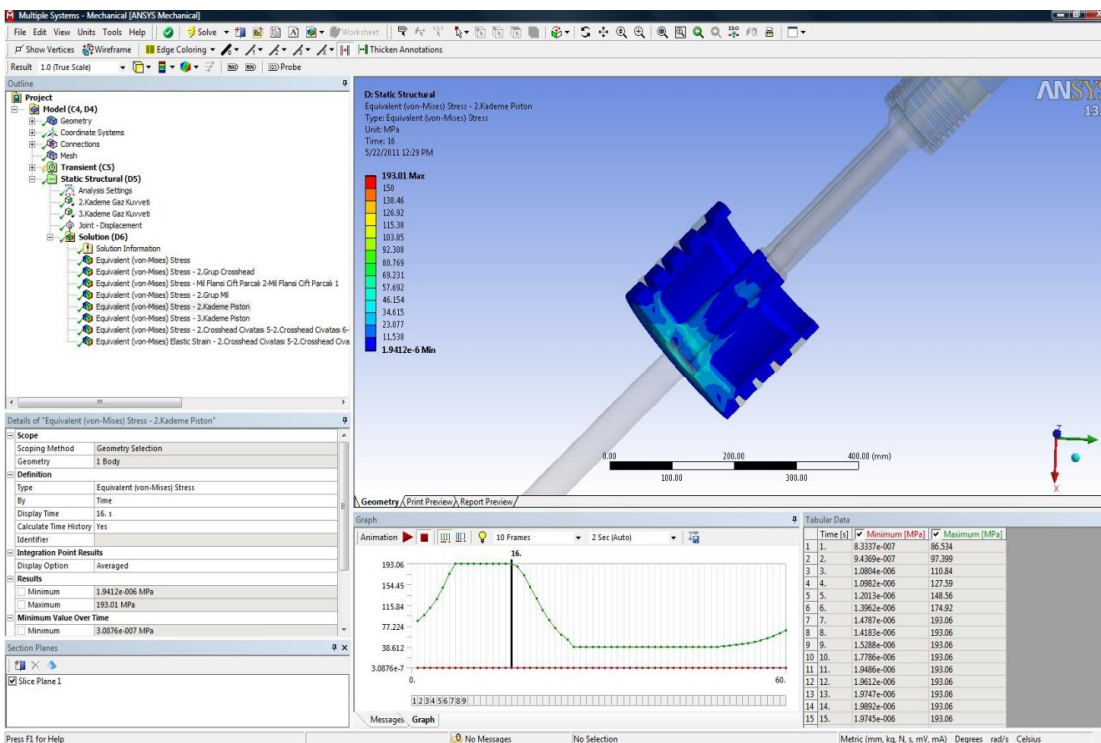 Multiple Systems - Mechanical [ANSYS Mechanical]
File Edit View Units Tools Help Solve Worksheet
Show Vertices Wireframe Edge Coloring Thicken Annotations
Result 1.0 (True Scale) Probe
Outline
Project
Model (C4, D4)
Geometry
Coordinate Systems
Connections
Mesh
Transient (C5)
Static Structural (D5)
Analysis Settings
2.Kademe Gaz Kuvveti
3.Kademe Gaz Kuvveti
Joint - Displacement
Solution (D6)
Solution Information
Equivalent (von-Mises) Stress
Equivalent (von-Mises) Stress - 2.Grup Crosshead
Equivalent (von-Mises) Stress - Mil Flansi Cift Parcalı 2-Mil Flansi Cift Parcalı 1
Equivalent (von-Mises) Stress - 2.Grup Mil
Equivalent (von-Mises) Stress - 2.Kademe Piston
Equivalent (von-Mises) Stress - 3.Kademe Piston
Equivalent (von-Mises) Stress - 2.Crosshead Civatası 5-2.Crosshead Civatası 6-
Equivalent (von-Mises) Elastic Strain - 2.Crosshead Civatası 5-2.Crosshead Civa
D: Static Structural
Equivalent (von-Mises) Stress - 2.Kademe Piston
Type: Equivalent (von-Mises) Stress
Unit: MPa
Time: 16
5/22/2011 12:29 PM
193.01 Max
150
138.46
126.92
115.38
103.85
92.308
80.769
69.231
57.692
46.154
34.615
23.077
11.538
1.9412e-6 Min
ANSYS
13.
0.00 200.00 400.00 (mm)
100.00 300.00
Z
X
Geometry Print Preview Report Preview
Details of "Equivalent (von-Mises) Stress - 2.Kademe Piston"
Scope
Scoping Method Geometry Selection
Geometry 1 Body
Definition
Type Equivalent (von-Mises) Stress
By Time
Display Time 16. s
Calculate Time History Yes
Identifier
Integration Point Results
Display Option Averaged
Results
Minimum 1.9412e-006 MPa
Maximum 193.01 MPa
Minimum Value Over Time
Minimum 3.0876e-007 MPa
Section Planes
Slice Plane 1
Graph
Animation 10 Frames 2 Sec (Auto)
16.
193.06
154.45
115.84
77.224
38.612
3.0876e-7
0. 60.
1 2 3 4 5 6 7 8 9
Messages Graph
Tabular Data
Time [s] Minimum [MPa] Maximum [MPa]
1 1. 8.3337e-007 86.534
2 2. 9.4369e-007 97.399
3 3. 1.0804e-006 110.84
4 4. 1.0982e-006 127.59
5 5. 1.2013e-006 148.56
6 6. 1.3962e-006 174.92
7 7. 1.4787e-006 193.06
8 8. 1.4183e-006 193.06
9 9. 1.5288e-006 193.06
10 10. 1.7786e-006 193.06
11 11. 1.9486e-006 193.06
12 12. 1.9612e-006 193.06
13 13. 1.9747e-006 193.06
14 14. 1.9892e-006 193.06
15 15. 1.9745e-006 193.06
Press F1 for Help No Messages No Selection Metric (mm, kg, N, s, mV, mA) Degrees rad/s Celsius